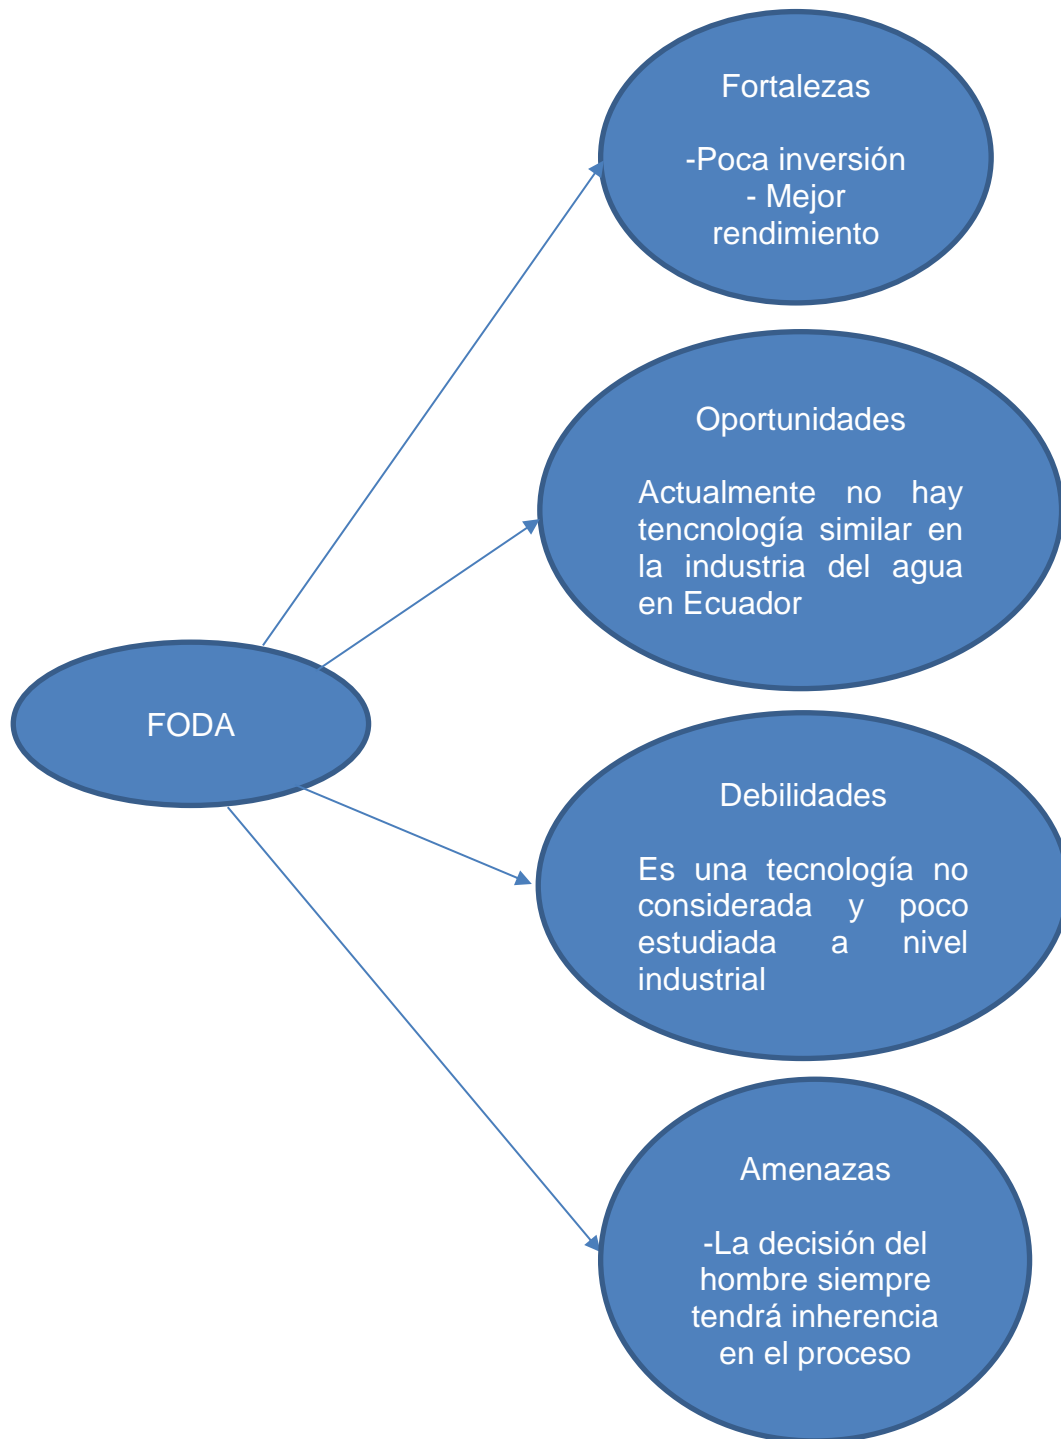 Fortalezas
-Poca inversión
- Mejor
rendimiento
Oportunidades
Actualmente no hay
tencnología similar en
la industria del agua
en Ecuador
FODA
Debilidades
Es una tecnología no
considerada y poco
estudiada a nivel
industrial
Amenazas
-La decisión del
hombre siempre
tendrá inherencia
en el proceso